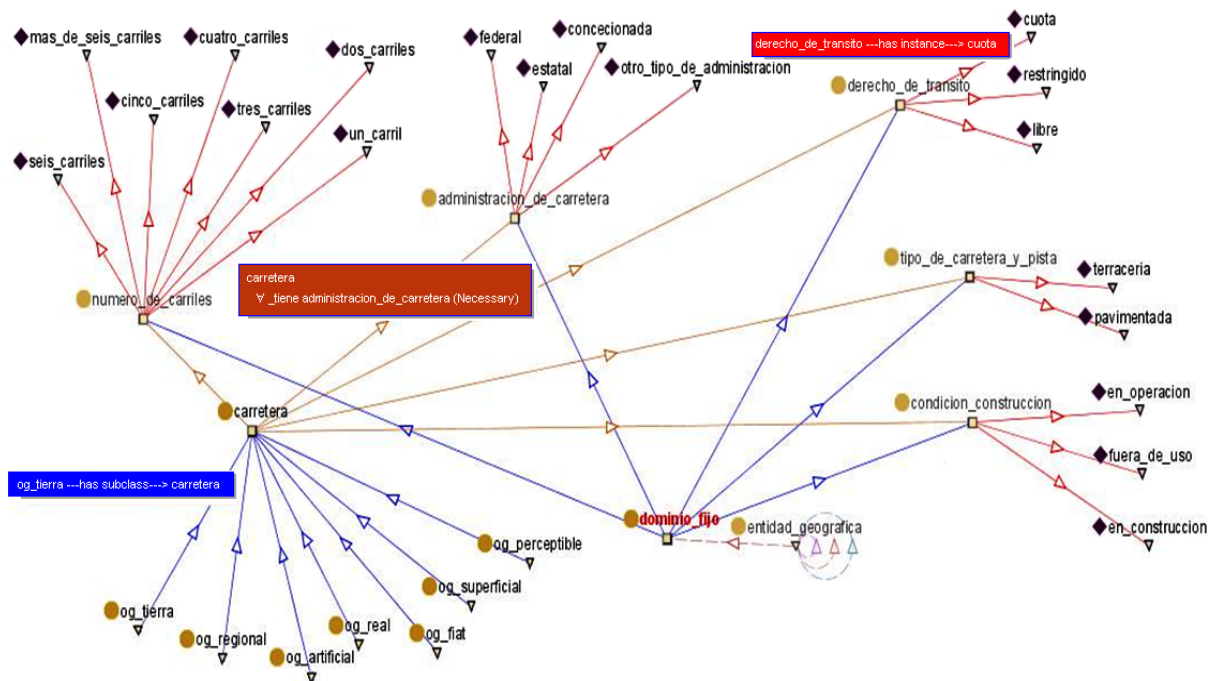 cuota
mas_de_seis_carriles
cuatro_carriles
dos_carriles
federal
concecionada
derecho_de_transito ---has instance---> cuota
estatal
otro_tipo_de_administracion
restringido
derecho_de_transito
cinco_carriles
tres_carriles
un_carril
libre
seis_carriles
administracion_de_carretera
tipo_de_carretera_y_pista
terraceria
carretera
∀ _tiene administracion_de_carretera (Necessary)
numero_de_carriles
pavimentada
en_operacion
condicion_construccion
carretera
fuera_de_uso
og_tierra ---has subclass---> carretera
dominio_fijo
entidad_geografica
en_construccion
og_perceptible
og_superficial
og_tierra
og_real
og_fiat
og_regional
og_artificial